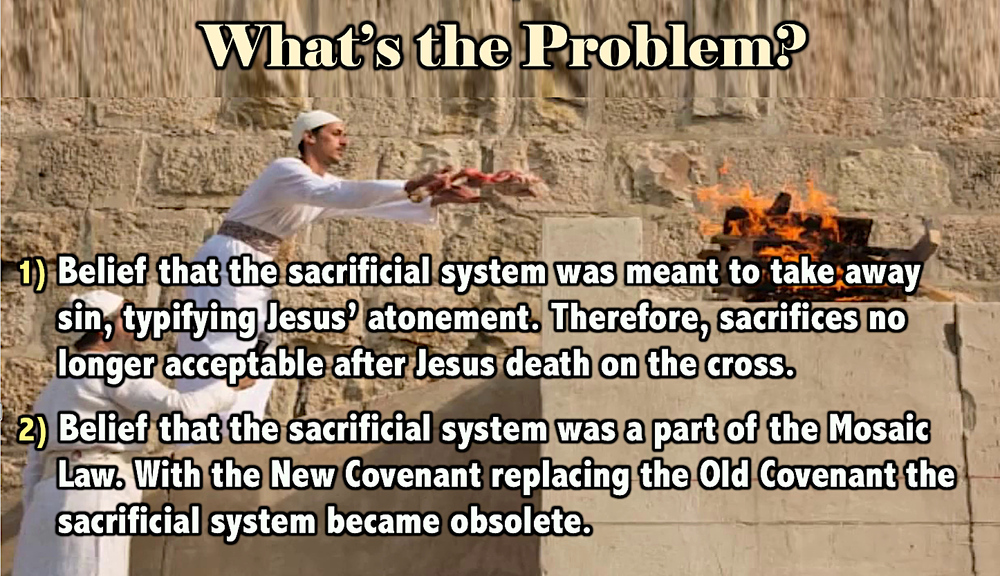 What’s the Problem?
1) Belief that the sacrificial system was meant to take away
sin, typifying Jesus’ atonement. Therefore, sacrifices no
longer acceptable after Jesus death on the cross.
2) Belief that the sacrificial system was a part of the Mosaic
Law. With the New Covenant replacing the Old Covenant the
sacrificial system became obsolete.